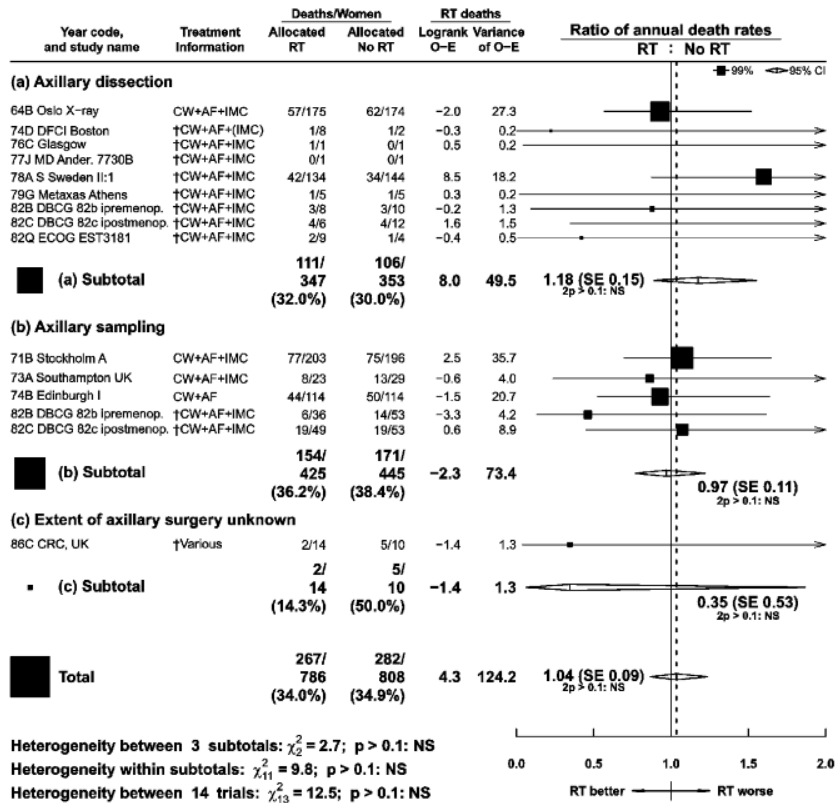 Deaths/Women RT deaths
Year code, Treatment Allocated Allocated Logrank Variance Ratio of annual death rates
and study name Information RT No RT O–E of O–E RT : No RT
99% 95% CI
(a) Axillary dissection
64B Oslo X-ray CW+AF+IMC 57/175 62/174 −2.0 27.3
74D DFCI Boston †CW+AF+(IMC) 1/8 1/2 −0.3 0.2
76C Glasgow †CW+AF+IMC 1/1 0/1 0.5 0.2
77J MD Ander. 7730B †CW+AF+IMC 0/1 0/1
78A S Sweden II:1 †CW+AF+IMC 42/134 34/144 8.5 18.2
79G Metaxas Athens †CW+AF+IMC 1/5 1/5 0.3 0.2
82B DBCG 82b ipremenop. †CW+AF+IMC 3/8 3/10 −0.2 1.3
82C DBCG 82c ipostmenop. †CW+AF+IMC 4/6 4/12 1.6 1.5
82Q ECOG EST3181 †CW+AF+IMC 2/9 1/4 −0.4 0.5
111/ 106/
(a) Subtotal 347 353 8.0 49.5 1.18 (SE 0.15)
(32.0%) (30.0%) 2p > 0.1: NS
(b) Axillary sampling
71B Stockholm A CW+AF+IMC 77/203 75/196 2.5 35.7
73A Southampton UK CW+AF+IMC 8/23 13/29 −0.6 4.0
74B Edinburgh I CW+AF 44/114 50/114 −1.5 20.7
82B DBCG 82b ipremenop. †CW+AF+IMC 6/36 14/53 −3.3 4.2
82C DBCG 82c ipostmenop. †CW+AF+IMC 19/49 19/53 0.6 8.9
154/ 171/
(b) Subtotal 425 445 −2.3 73.4 0.97 (SE 0.11)
(36.2%) (38.4%) 2p > 0.1: NS
(c) Extent of axillary surgery unknown
86C CRC, UK †Various 2/14 5/10 −1.4 1.3
2/ 5/
(c) Subtotal 14 10 −1.4 1.3 0.35 (SE 0.53)
(14.3%) (50.0%) 2p > 0.1: NS
267/ 282/
Total 786 808 4.3 124.2 1.04 (SE 0.09)
(34.0%) (34.9%) 2p > 0.1: NS
Heterogeneity between 3 subtotals: χ²₂ = 2.7; p > 0.1: NS
Heterogeneity within subtotals: χ²₁₁ = 9.8; p > 0.1: NS
Heterogeneity between 14 trials: χ²₁₃ = 12.5; p > 0.1: NS
0.0 0.5 1.0 1.5 2.0
RT better RT worse